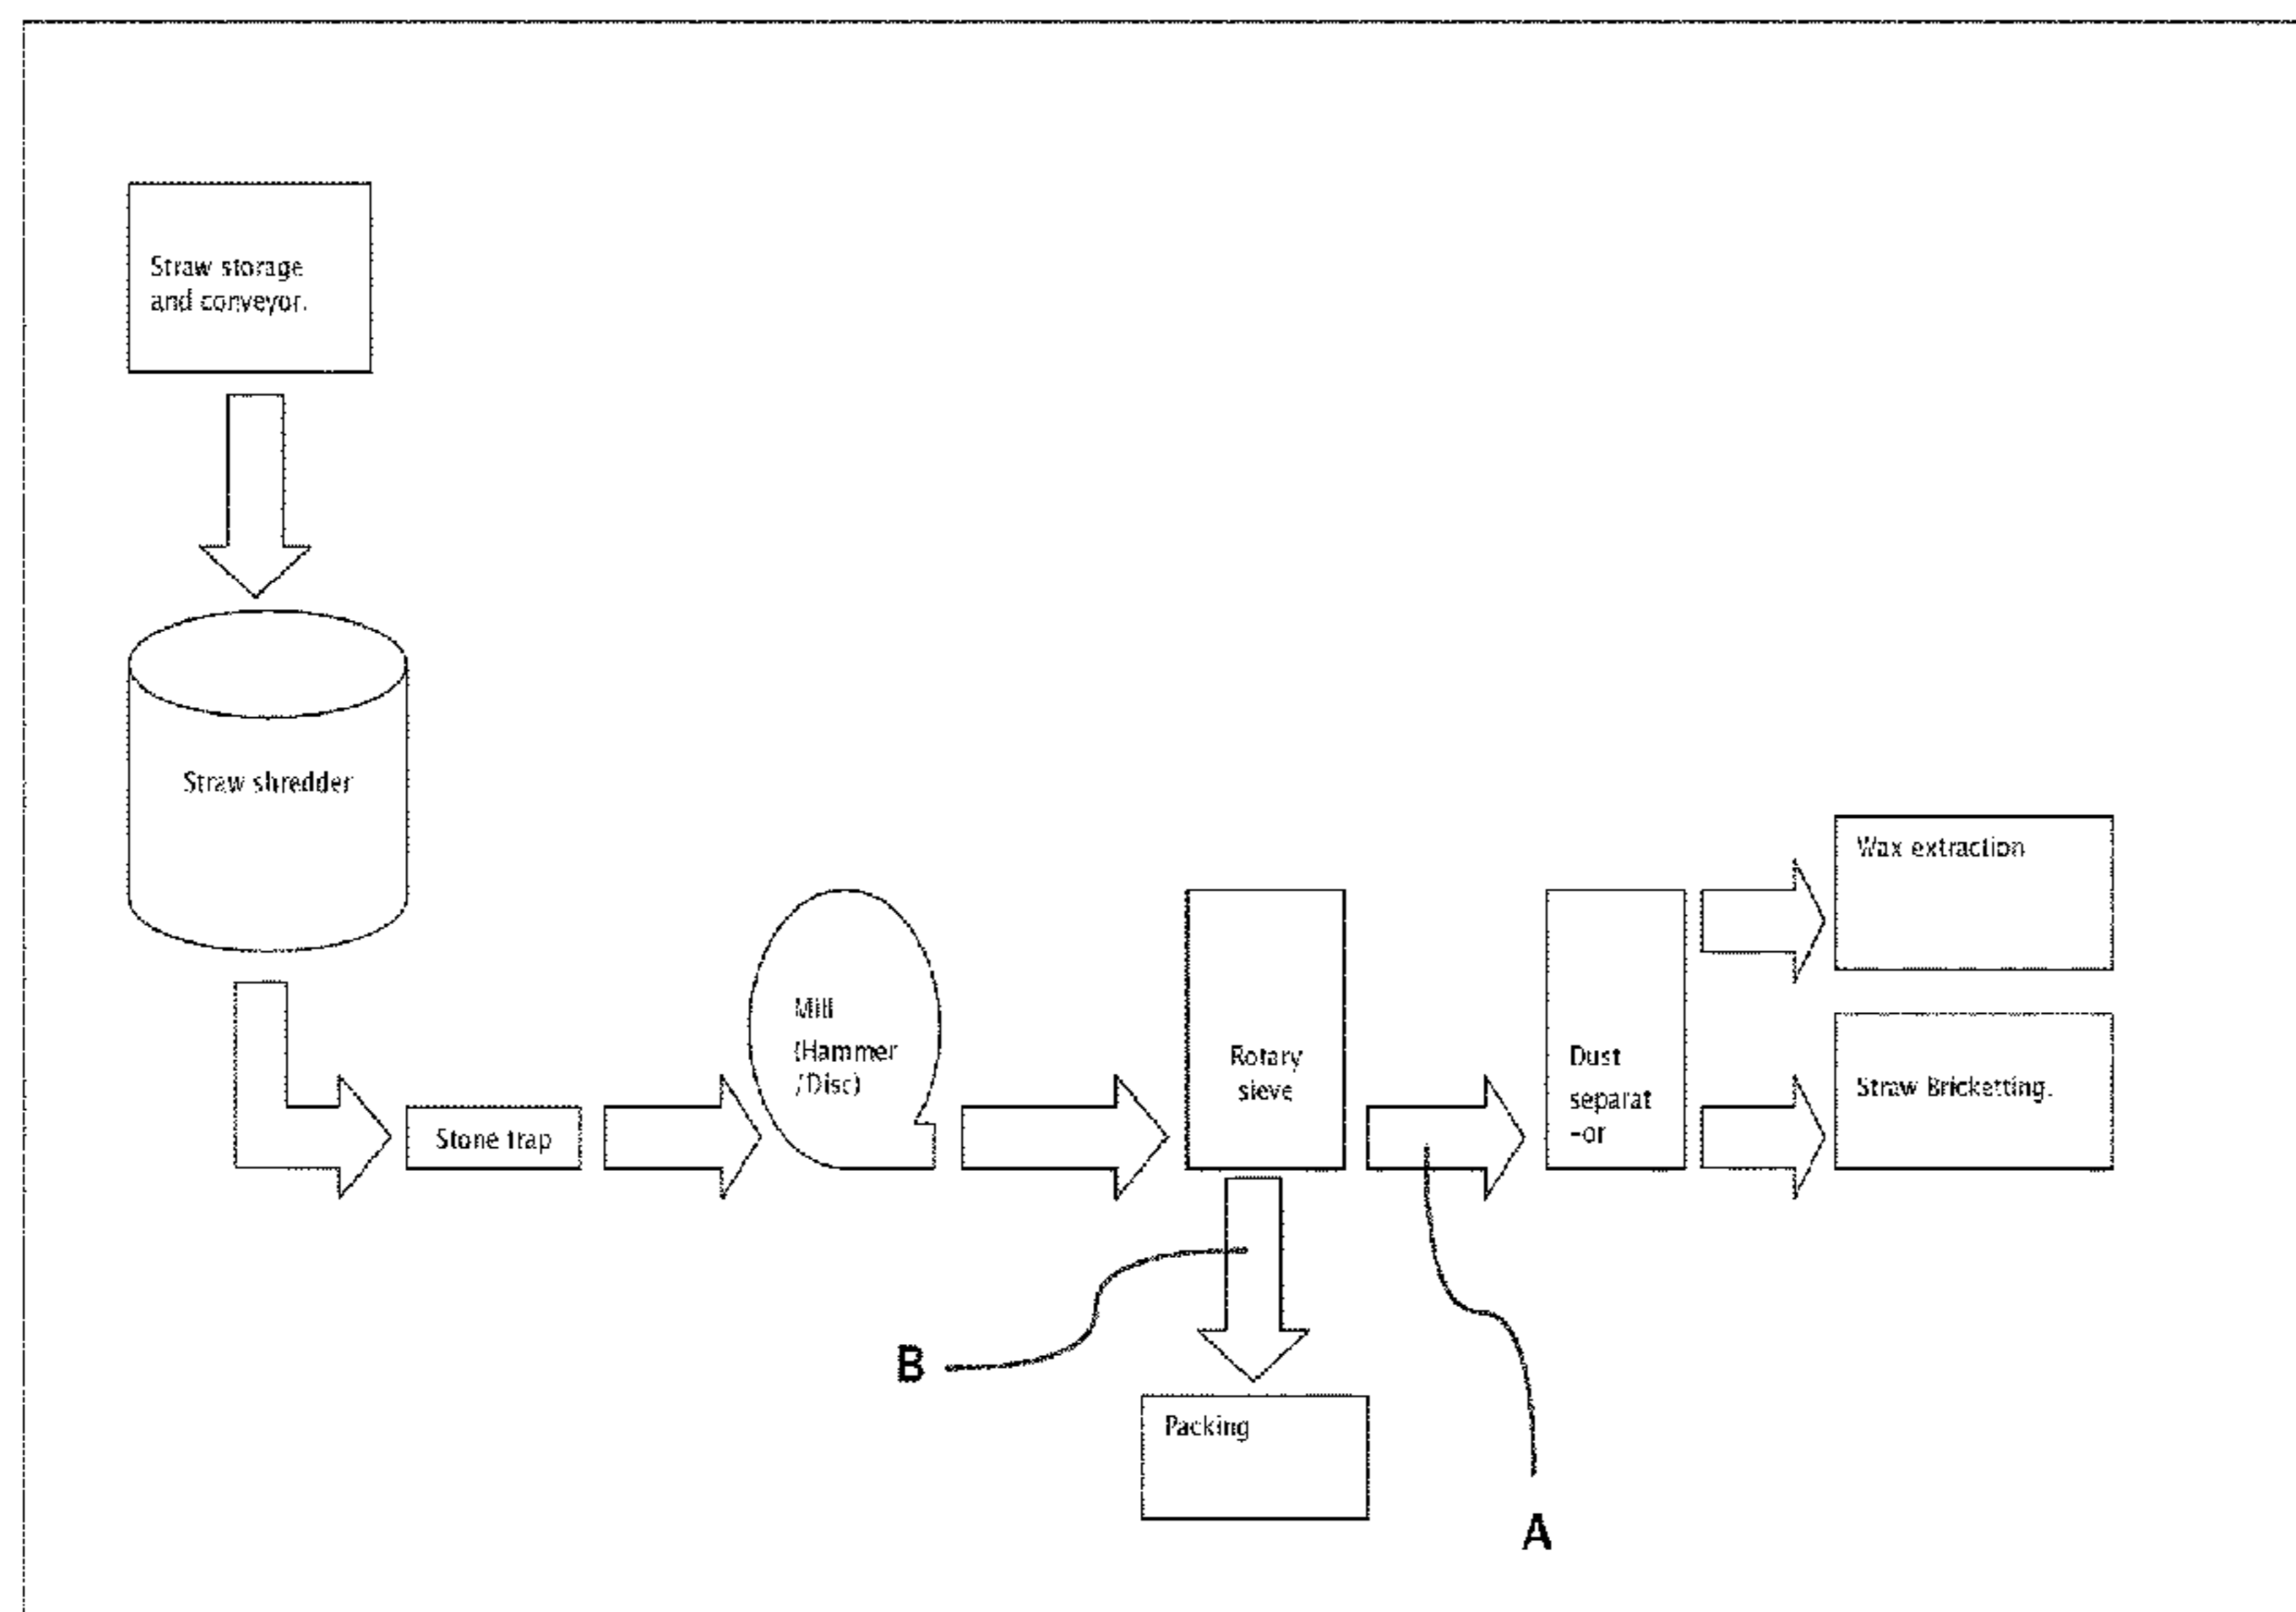 Straw storage
and conveyor.
Straw shredder
Stone trap
Mill
(Hammer
/Disc)
Rotary
sieve
Dust
separat
-or
Wax extraction
Straw Bricketting.
Packing
B
A